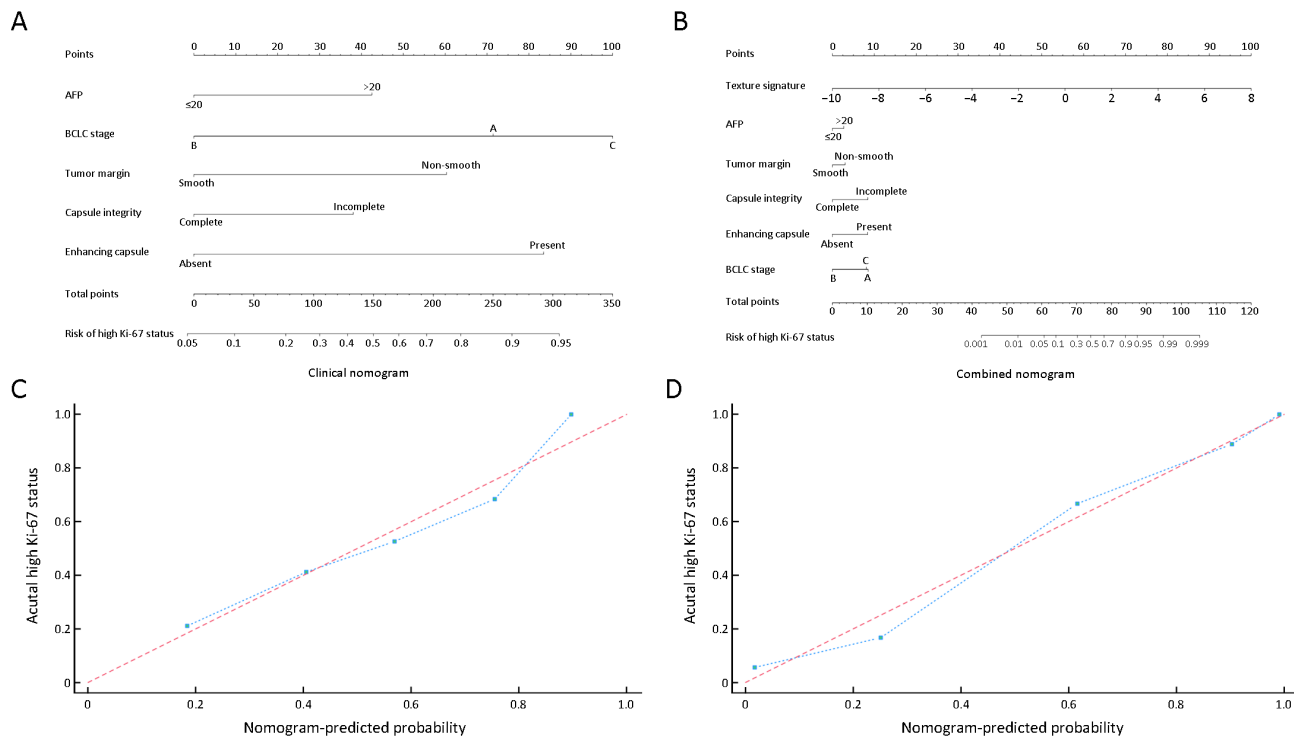 A
Points
0 10 20 30 40 50 60 70 80 90 100
AFP
>20
≤20
BCLC stage
A
B
C
Tumor margin
Non-smooth
Smooth
Capsule integrity
Incomplete
Complete
Enhancing capsule
Present
Absent
Total points
0 50 100 150 200 250 300 350
Risk of high Ki-67 status
0.05 0.1 0.2 0.3 0.4 0.5 0.6 0.7 0.8 0.9 0.95
Clinical nomogram
B
Points
0 10 20 30 40 50 60 70 80 90 100
Texture signature
−10 −8 −6 −4 −2 0 2 4 6 8
AFP
>20
≤20
Tumor margin
Non-smooth
Smooth
Capsule integrity
Incomplete
Complete
Enhancing capsule
Present
Absent
BCLC stage
C
B
A
Total points
0 10 20 30 40 50 60 70 80 90 100 110 120
Risk of high Ki-67 status
0.001 0.01 0.05 0.1 0.3 0.5 0.7 0.9 0.95 0.99 0.999
Combined nomogram
C
Acutal high Ki-67 status
1.0
0.8
0.6
0.4
0.2
0
0 0.2 0.4 0.6 0.8 1.0
Nomogram-predicted probability
D
Acutal high Ki-67 status
1.0
0.8
0.6
0.4
0.2
0
0 0.2 0.4 0.6 0.8 1.0
Nomogram-predicted probability